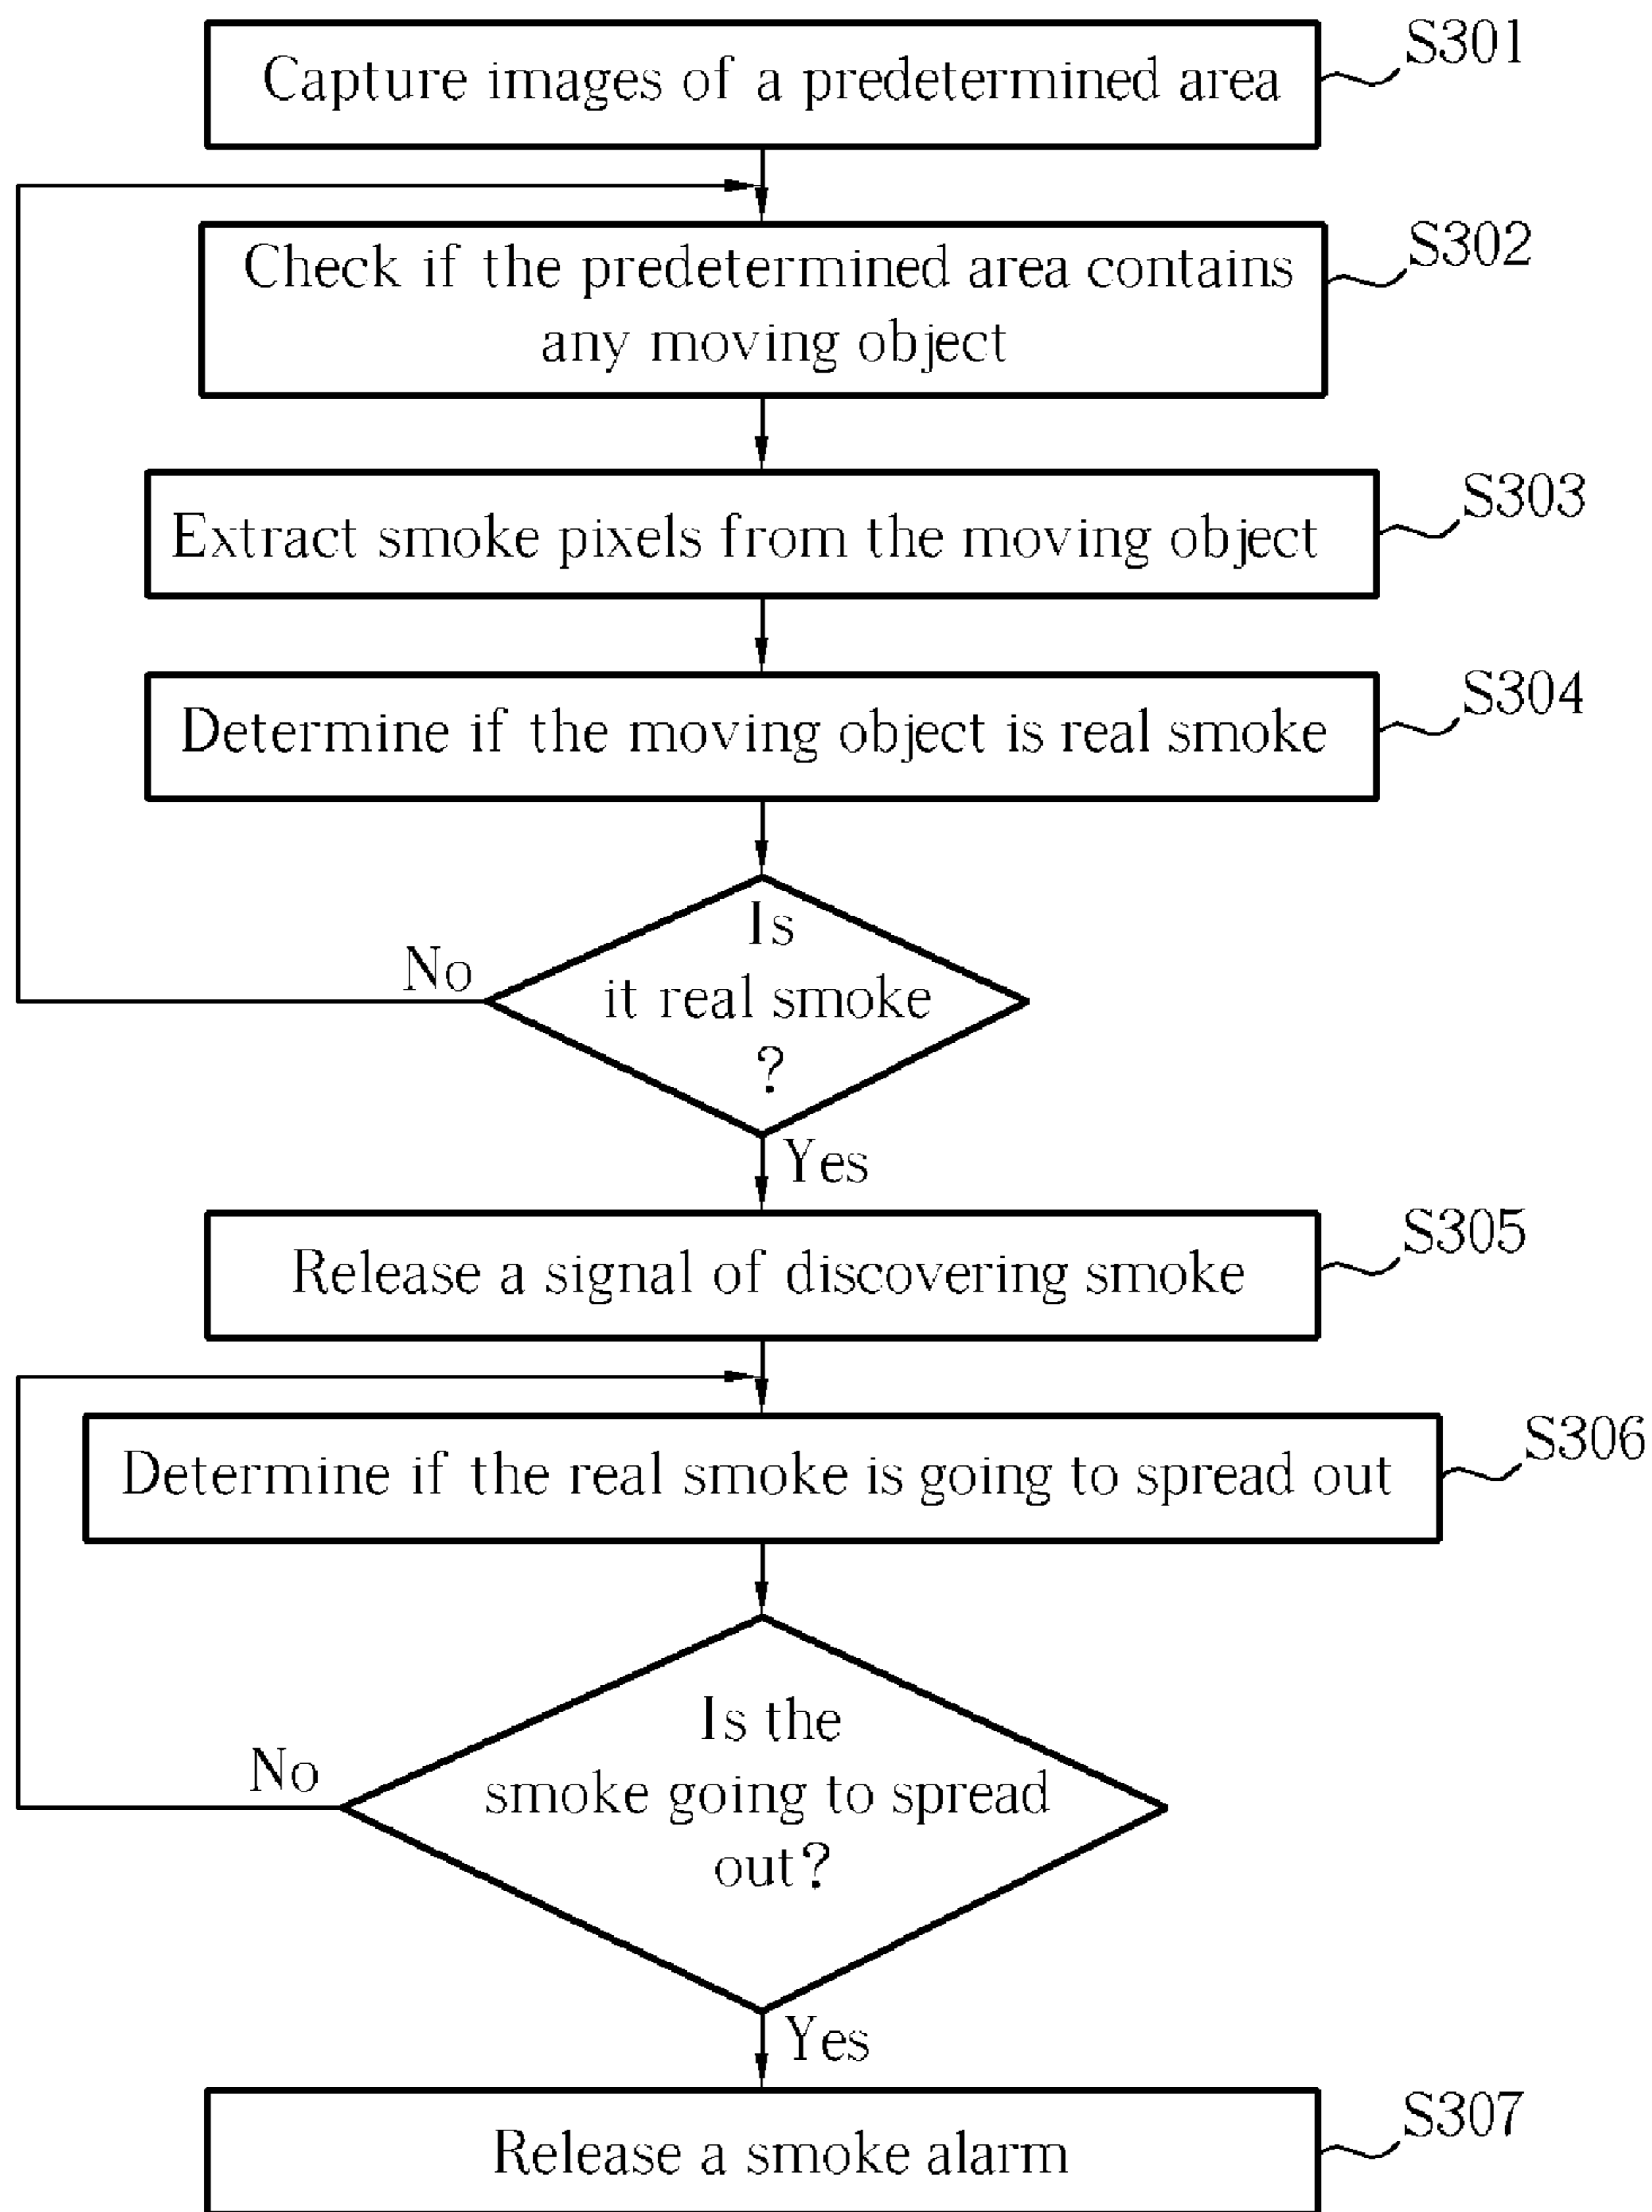 Capture images of a predetermined area
S301
Check if the predetermined area contains
any moving object
S302
Extract smoke pixels from the moving object
S303
Determine if the moving object is real smoke
S304
Is
it real smoke
?
No
Yes
Release a signal of discovering smoke
S305
Determine if the real smoke is going to spread out
S306
Is the
smoke going to spread
out?
No
Yes
Release a smoke alarm
S307